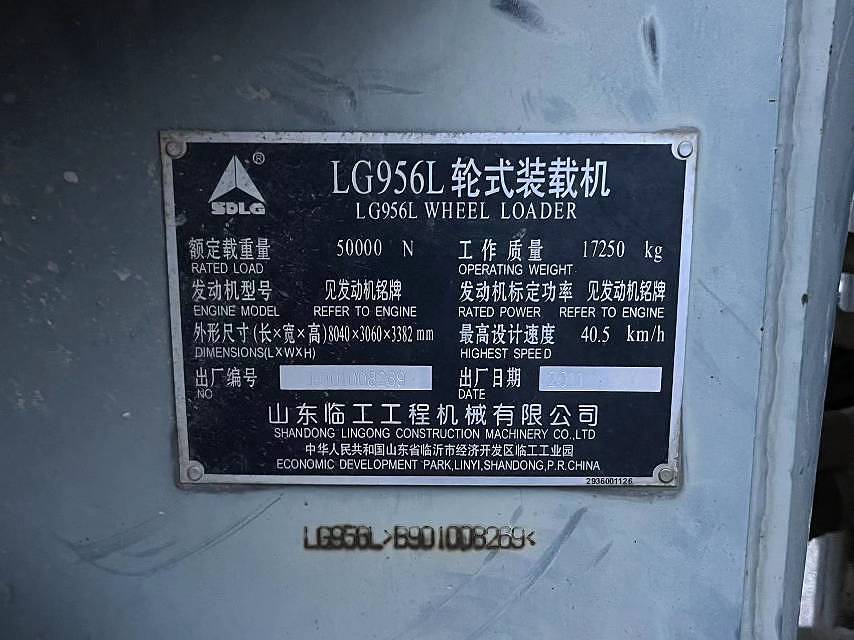 SDLG®
LG956L 轮式装载机
LG956L WHEEL LOADER
额定载重量 50000 N 工作质量 17250 kg
RATED LOAD OPERATING WEIGHT
发动机型号 见发动机铭牌 发动机标定功率 见发动机铭牌
ENGINE MODEL REFER TO ENGINE RATED POWER REFER TO ENGINE
外形尺寸(长×宽×高) 8040×3060×3382 mm 最高设计速度 40.5 km/h
DIMENSIONS(L×W×H) HIGHEST SPEED
出厂编号 出厂日期
NO DATE
山东临工工程机械有限公司
SHANDONG LINGONG CONSTRUCTION MACHINERY CO.,LTD
中华人民共和国山东省临沂市经济开发区临工工业园
ECONOMIC DEVELOPMENT PARK,LINYI,SHANDONG,P.R.CHINA
2936001126
LG956L>B901008269<